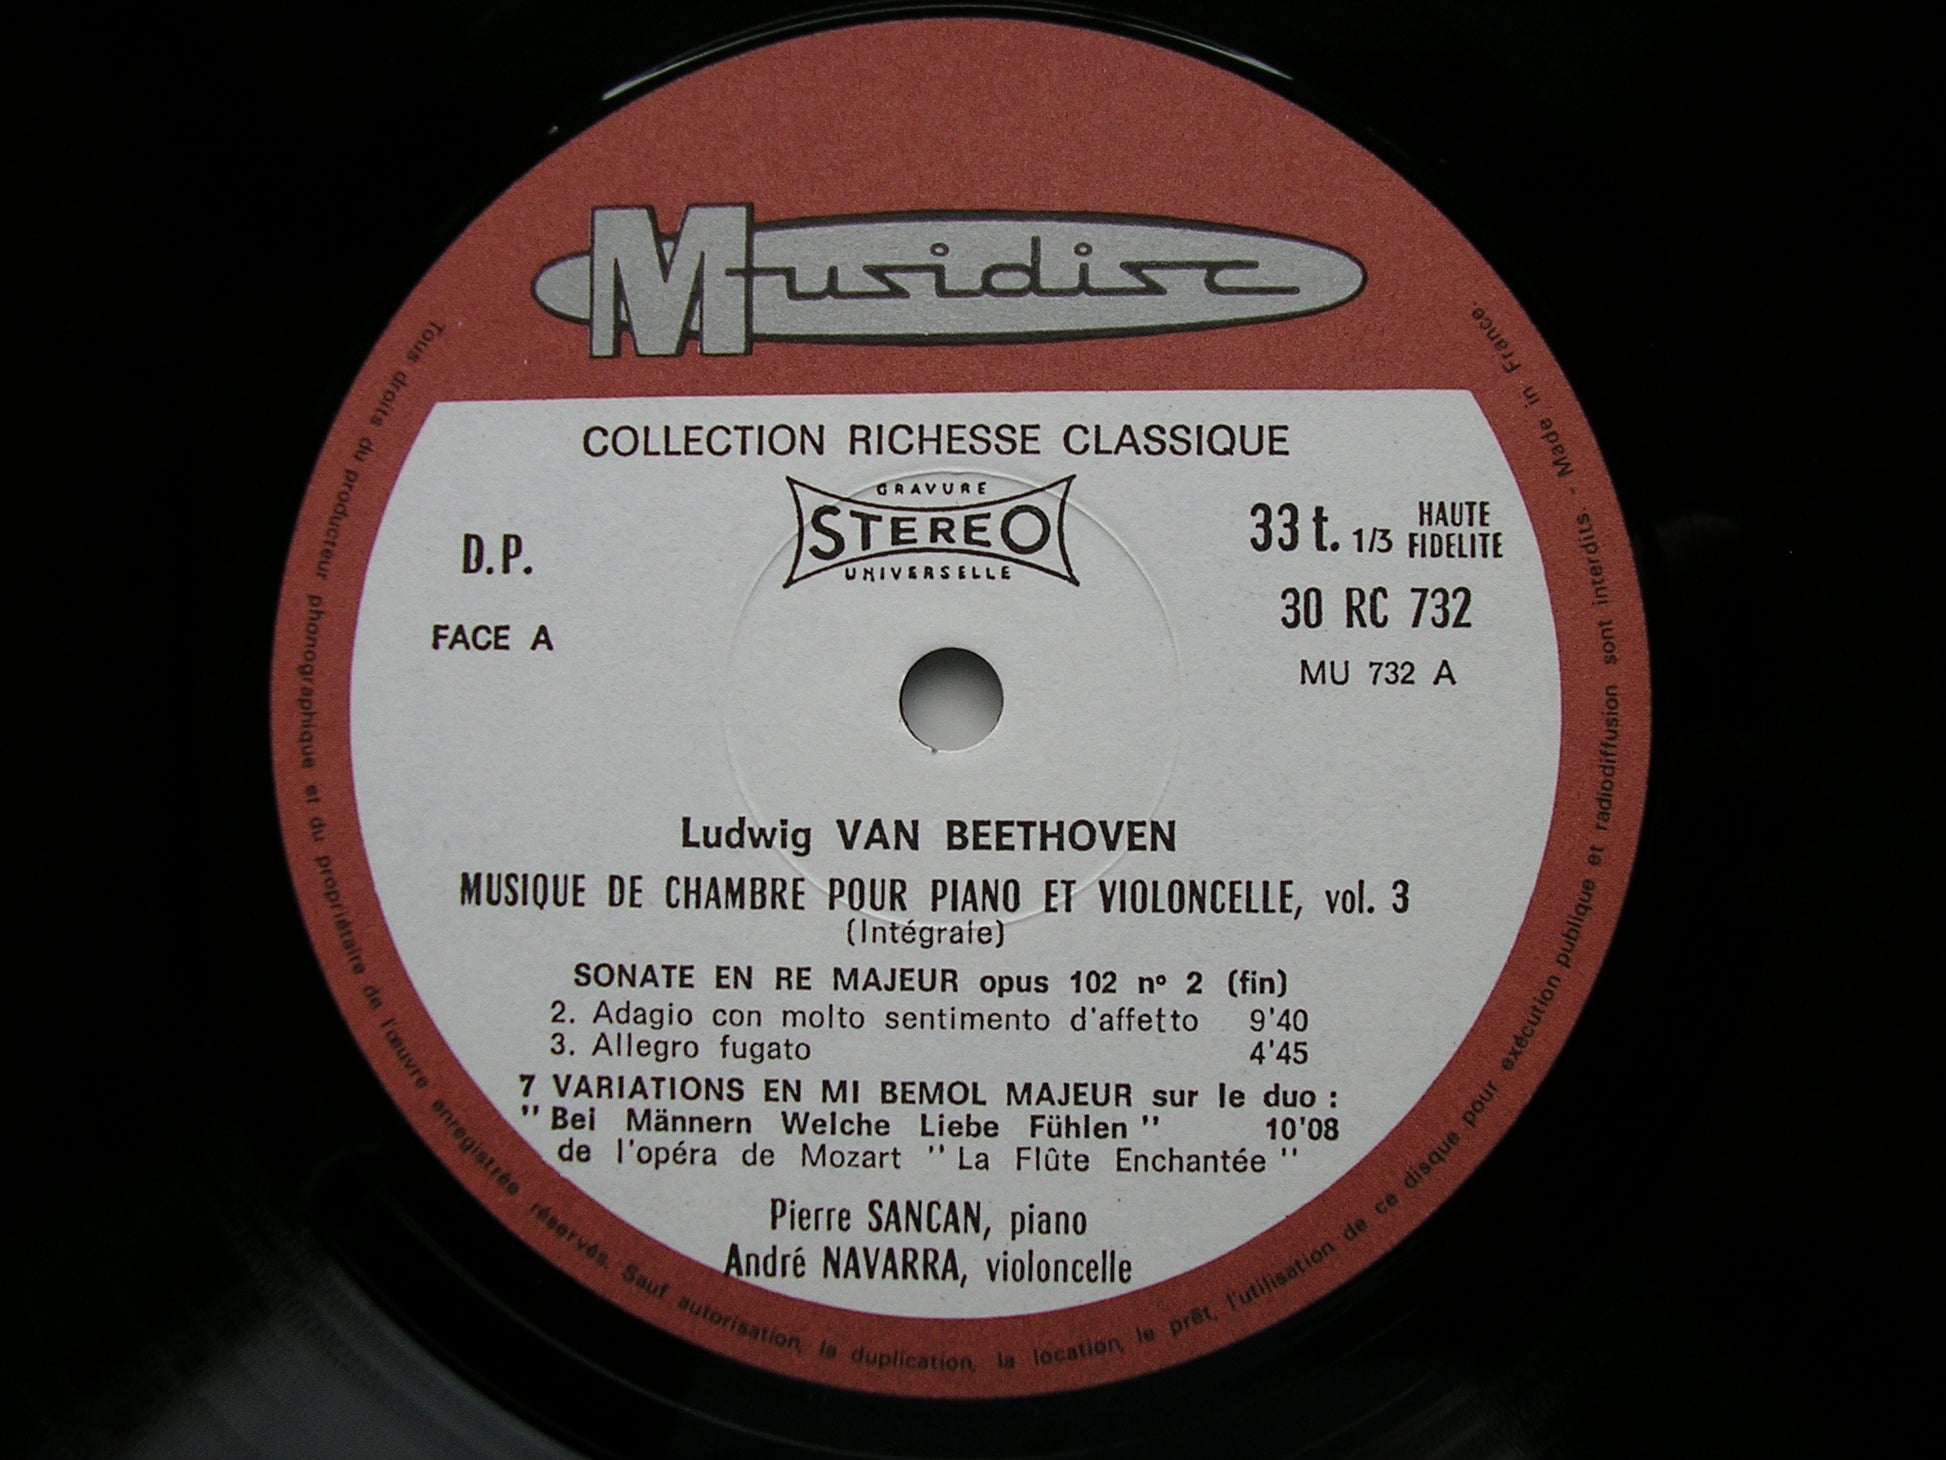 Musidisc
COLLECTION RICHESSE CLASSIQUE
GRAVURE
STEREO
UNIVERSELLE
D.P.
FACE A
33 t. 1/3 HAUTE FIDELITE
30 RC 732
MU 732 A
Ludwig VAN BEETHOVEN
MUSIQUE DE CHAMBRE POUR PIANO ET VIOLONCELLE, vol. 3
(Intégrale)
SONATE EN RE MAJEUR opus 102 nº 2 (fin)
2. Adagio con molto sentimento d'affetto 9'40
3. Allegro fugato 4'45
7 VARIATIONS EN MI BEMOL MAJEUR sur le duo :
"Bei Männern Welche Liebe Fühlen" 10'08
de l'opéra de Mozart "La Flûte Enchantée"
Pierre SANCAN, piano
André NAVARRA, violoncelle
Tous droits du producteur phonographique et du propriétaire de l'œuvre enregistrée réservés. Sauf autorisation, la duplication, la location, le prêt, l'utilisation de ce disque pour exécution publique et radiodiffusion sont interdits. - Made in France.